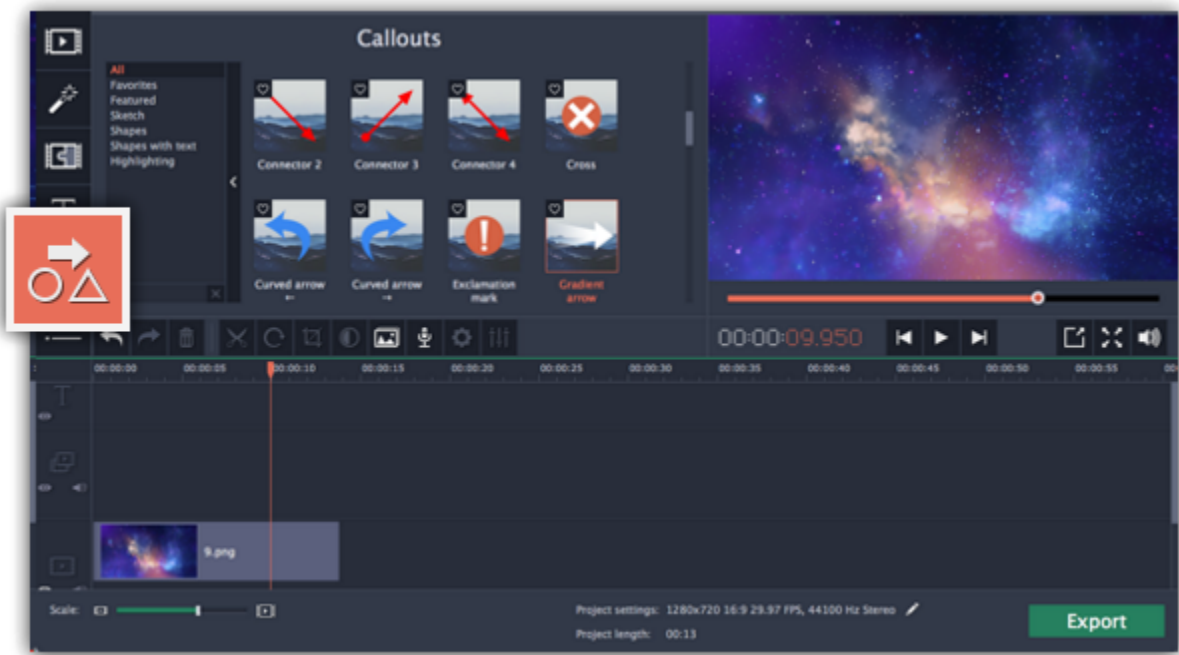 Callouts
All
Favorites
Featured
Sketch
Shapes
Shapes with text
Highlighting
Connector 2
Connector 3
Connector 4
Cross
Curved arrow
←
Curved arrow
→
Exclamation
mark
Gradient
arrow
00:00:09.950
00:00:00 00:00:05 00:00:10 00:00:15 00:00:20 00:00:25 00:00:30 00:00:35 00:00:40 00:00:45 00:00:50 00:00:55
9.png
Scale:
Project settings: 1280x720 16:9 29.97 FPS, 44100 Hz Stereo
Project length: 00:13
Export